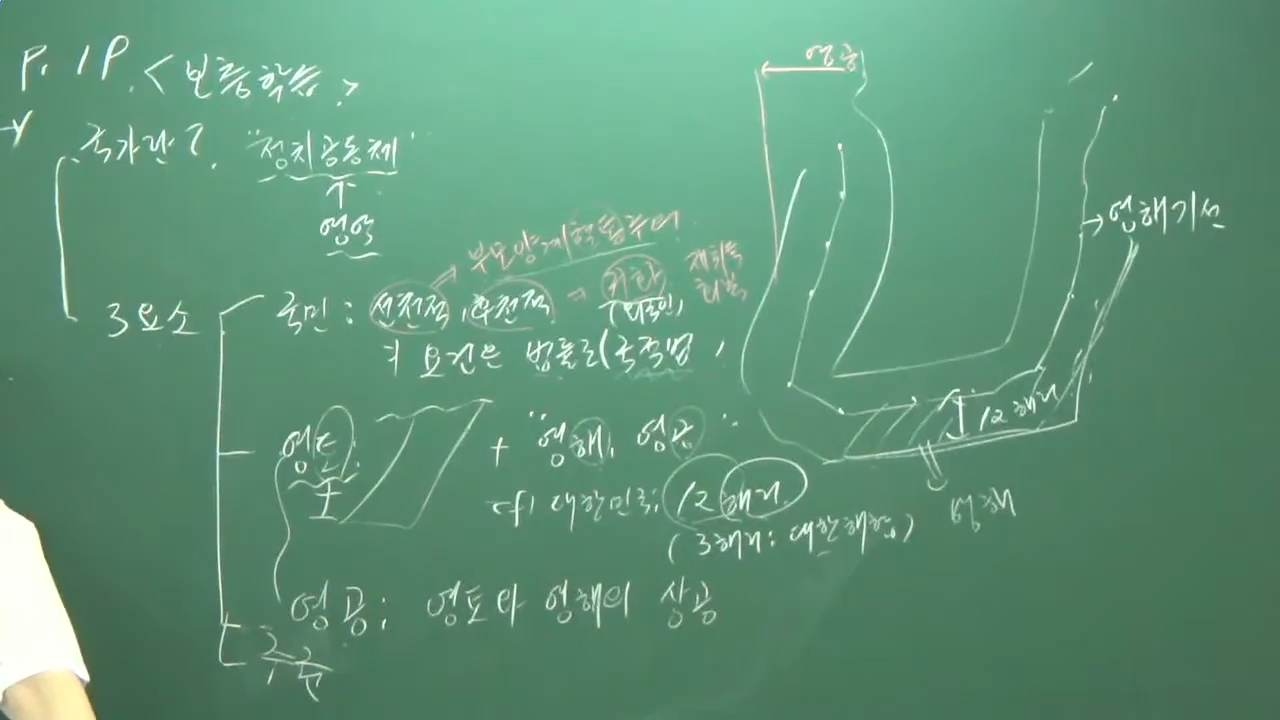 P. 1P. <보충학습>
국가란? "정치공동체"
영역
3요소
부모양계혈통주의
국민: 선천적, 후천적 → 귀화 (외국인)
요건은 법률로 (국적법
영토 + "영해, 영공"
cf) 대한민국: 12해리.
(3해리: 대한해협)
영공: 영토와 영해의 상공
주권
영공
연해기선
12해리
영해